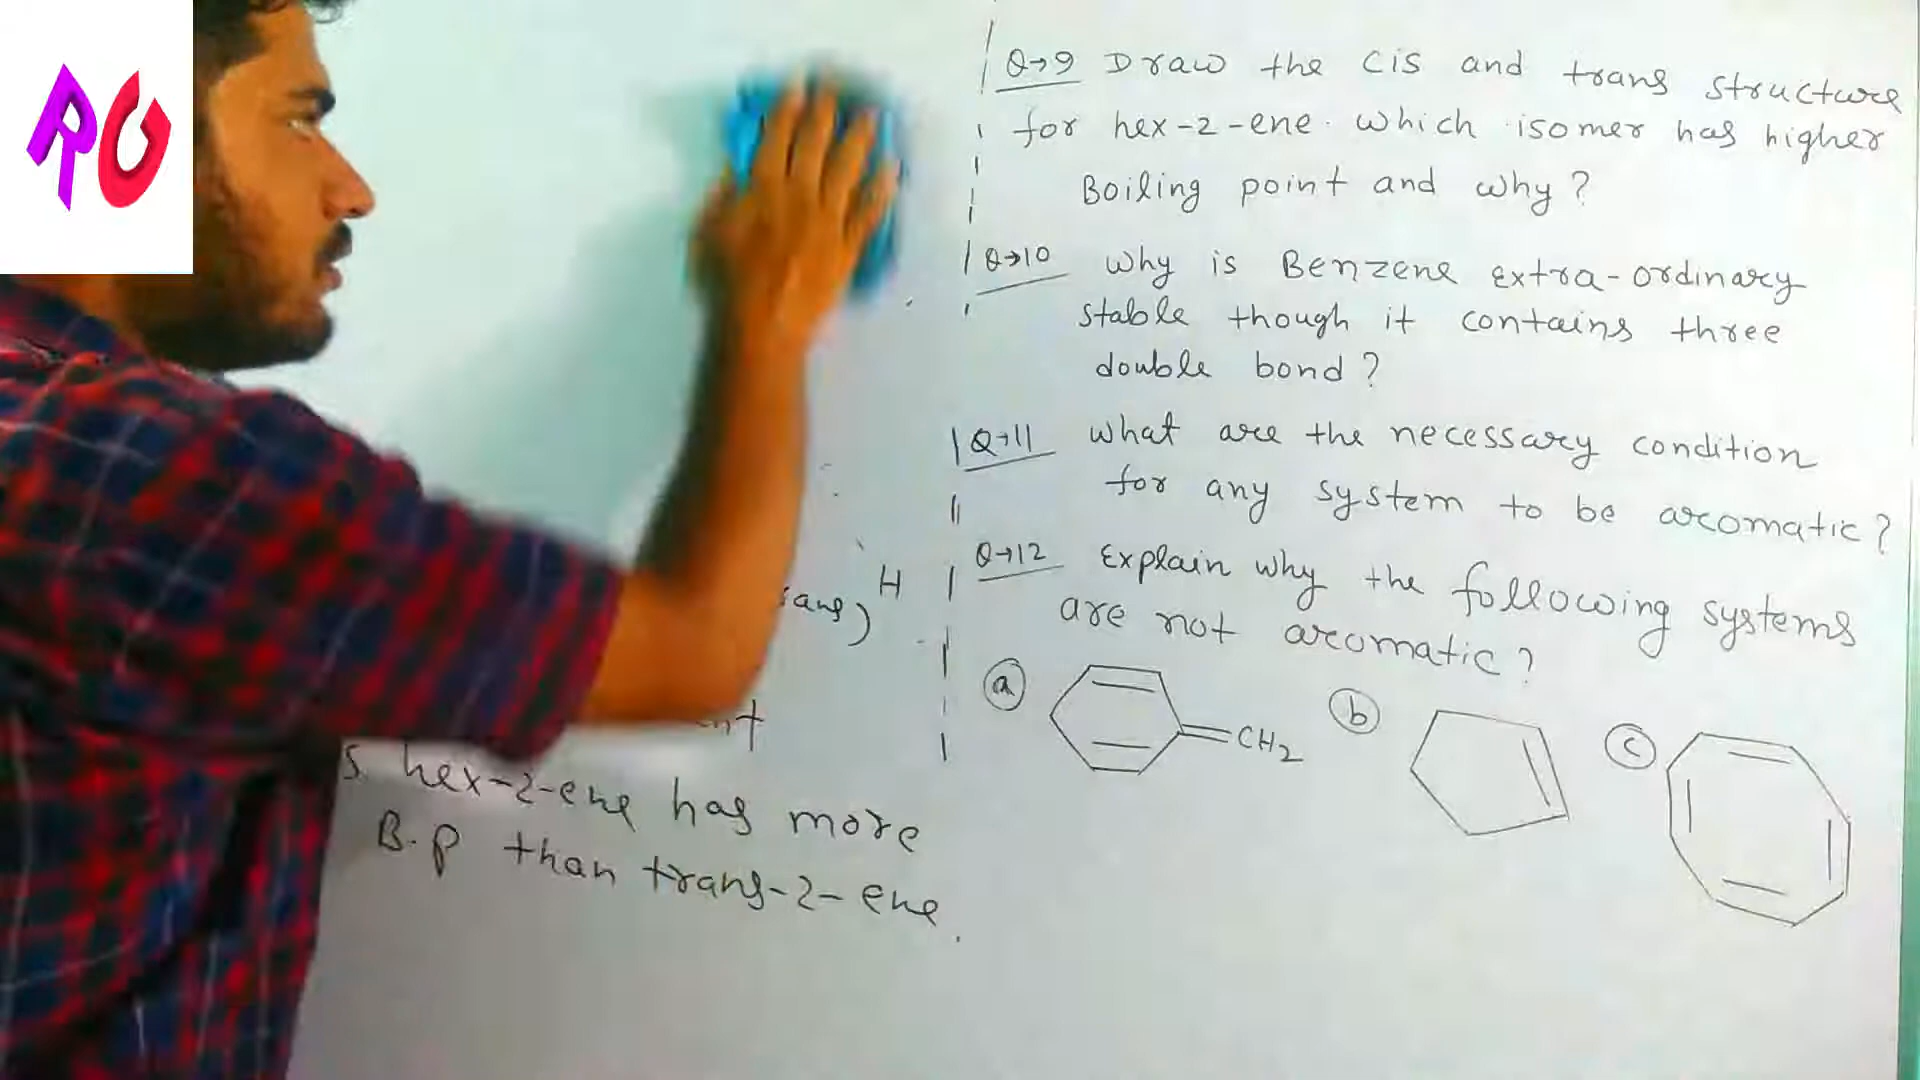 RC
Q→9 Draw the cis and trans structure
for hex-2-ene. which isomer has higher
Boiling point and why?
Q→10 Why is Benzene extra-ordinary
stable though it contains three
double bond?
Q→11 What are the necessary condition
for any system to be aromatic?
Q→12 Explain why the following systems
are not aromatic?
a =CH2 b c
H
rans)
nt
s hex-2-ene has more
B.P than trans-2-ene.